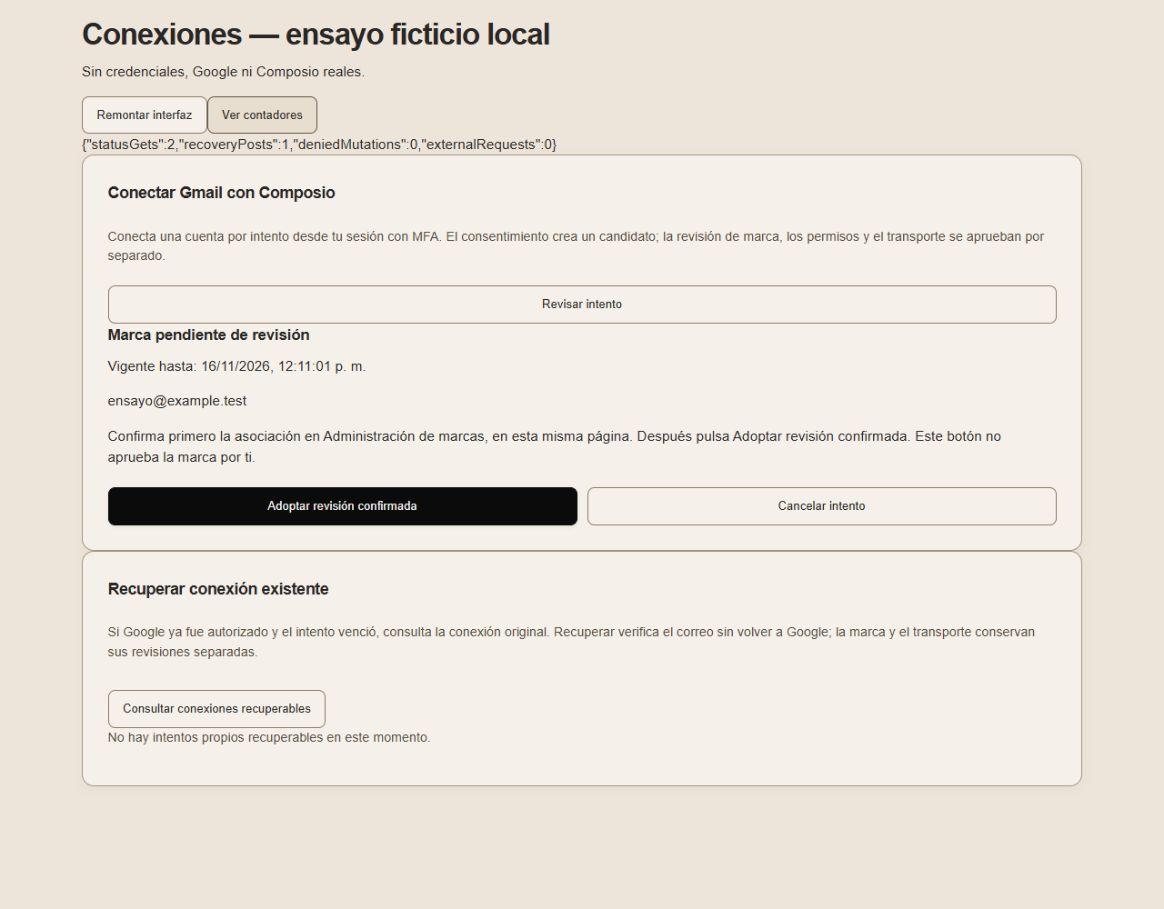 Conexiones — ensayo ficticio local
Sin credenciales, Google ni Composio reales.
Remontar interfaz
Ver contadores
{"statusGets":2,"recoveryPosts":1,"deniedMutations":0,"externalRequests":0}
Conectar Gmail con Composio
Conecta una cuenta por intento desde tu sesión con MFA. El consentimiento crea un candidato; la revisión de marca, los permisos y el transporte se aprueban por
separado.
Revisar intento
Marca pendiente de revisión
Vigente hasta: 16/11/2026, 12:11:01 p. m.
ensayo@example.test
Confirma primero la asociación en Administración de marcas, en esta misma página. Después pulsa Adoptar revisión confirmada. Este botón no
aprueba la marca por ti.
Adoptar revisión confirmada
Cancelar intento
Recuperar conexión existente
Si Google ya fue autorizado y el intento venció, consulta la conexión original. Recuperar verifica el correo sin volver a Google; la marca y el transporte conservan
sus revisiones separadas.
Consultar conexiones recuperables
No hay intentos propios recuperables en este momento.